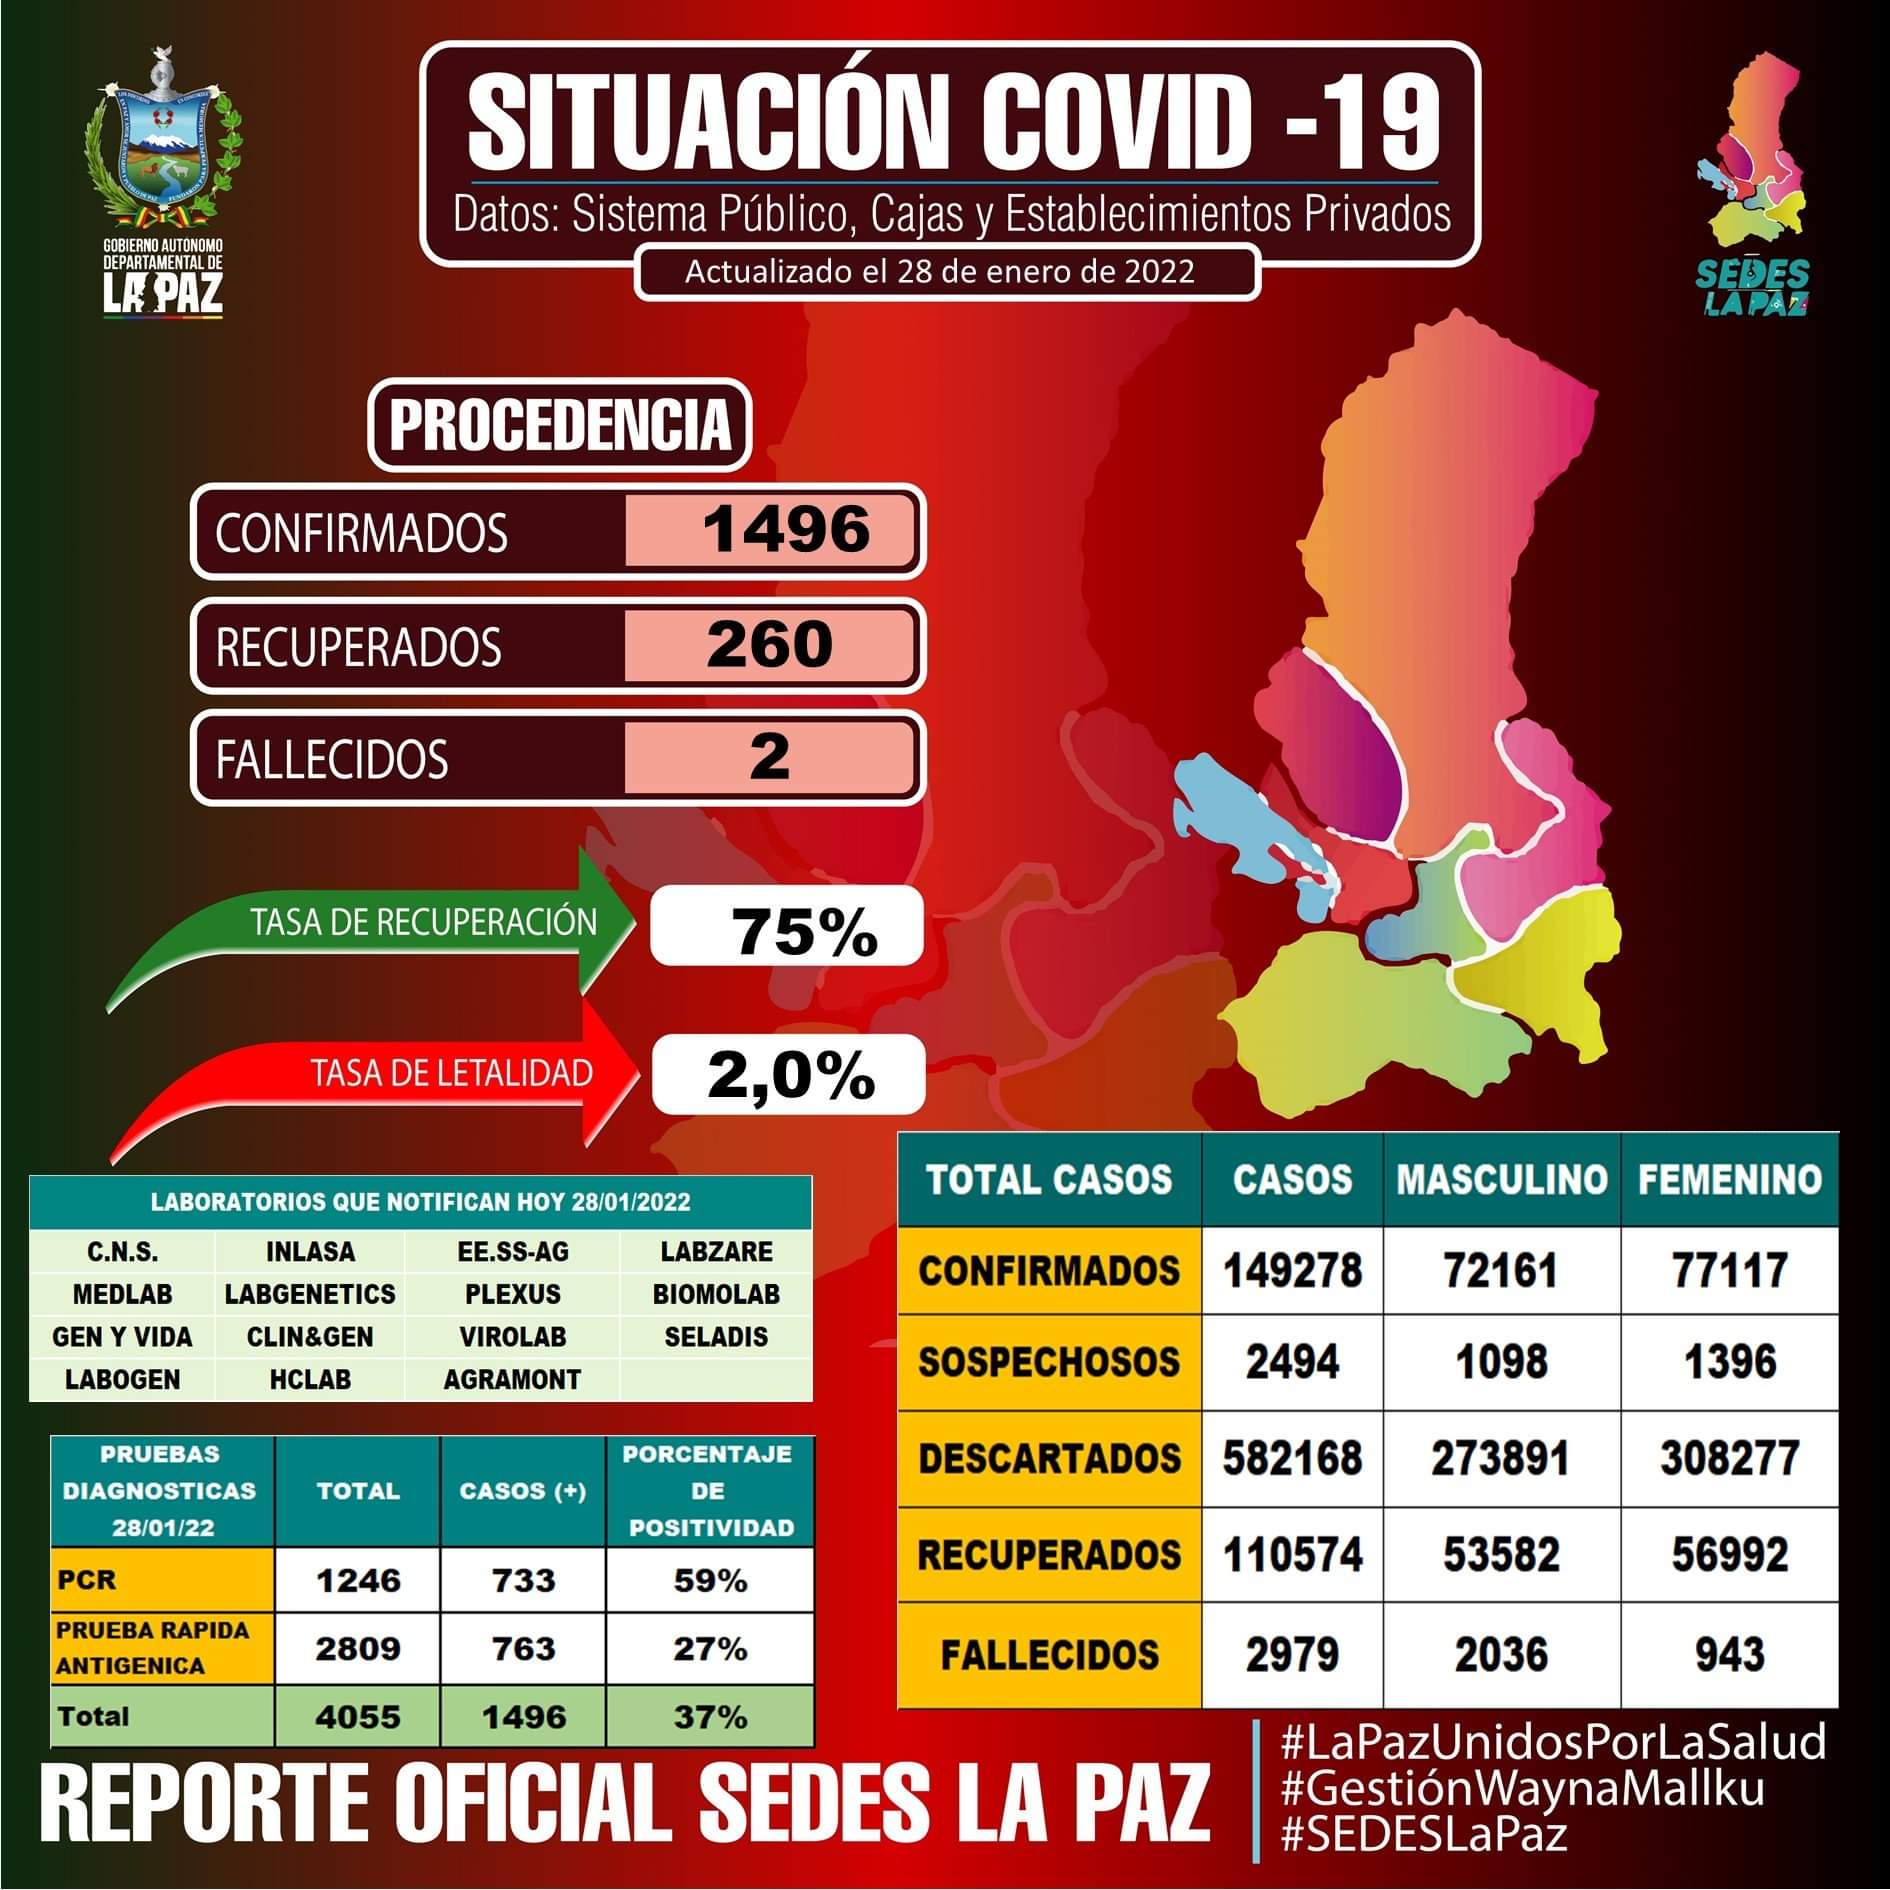 SITUACIÓN COVID -19
Datos: Sistema Público, Cajas y Establecimientos Privados
Actualizado el 28 de enero de 2022
GOBIERNO AUTÓNOMO
DEPARTAMENTAL DE
LA PAZ
SEDES
LA PAZ
PROCEDENCIA
CONFIRMADOS 1496
RECUPERADOS 260
FALLECIDOS 2
TASA DE RECUPERACIÓN 75%
TASA DE LETALIDAD 2,0%
LABORATORIOS QUE NOTIFICAN HOY 28/01/2022
C.N.S. INLASA EE.SS-AG LABZARE
MEDLAB LABGENETICS PLEXUS BIOMOLAB
GEN Y VIDA CLIN&GEN VIROLAB SELADIS
LABOGEN HCLAB AGRAMONT
PRUEBAS
DIAGNOSTICAS
28/01/22
TOTAL
CASOS (+)
PORCENTAJE
DE
POSITIVIDAD
PCR 1246 733 59%
PRUEBA RAPIDA
ANTIGENICA
2809 763 27%
Total 4055 1496 37%
TOTAL CASOS CASOS MASCULINO FEMENINO
CONFIRMADOS 149278 72161 77117
SOSPECHOSOS 2494 1098 1396
DESCARTADOS 582168 273891 308277
RECUPERADOS 110574 53582 56992
FALLECIDOS 2979 2036 943
REPORTE OFICIAL SEDES LA PAZ
#LaPazUnidosPorLaSalud
#GestiónWaynaMallku
#SEDESLaPaz